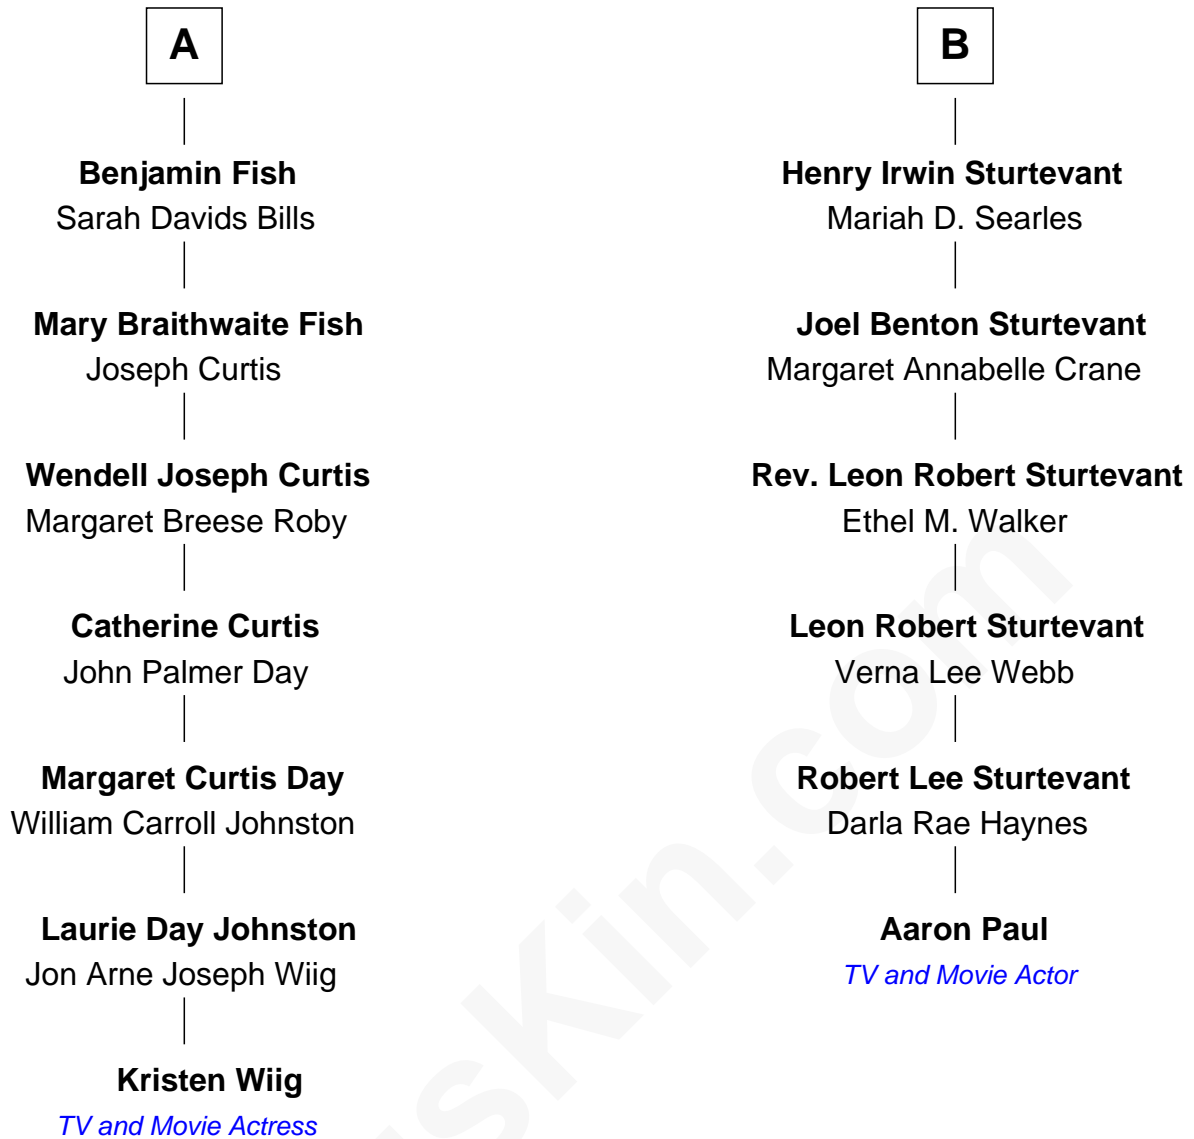 A
Benjamin Fish
Sarah Davids Bills
Mary Braithwaite Fish
Joseph Curtis
Wendell Joseph Curtis
Margaret Breese Roby
Catherine Curtis
John Palmer Day
Margaret Curtis Day
William Carroll Johnston
Laurie Day Johnston
Jon Arne Joseph Wiig
Kristen Wiig
TV and Movie Actress
B
Henry Irwin Sturtevant
Mariah D. Searles
Joel Benton Sturtevant
Margaret Annabelle Crane
Rev. Leon Robert Sturtevant
Ethel M. Walker
Leon Robert Sturtevant
Verna Lee Webb
Robert Lee Sturtevant
Darla Rae Haynes
Aaron Paul
TV and Movie Actor
sKin.com